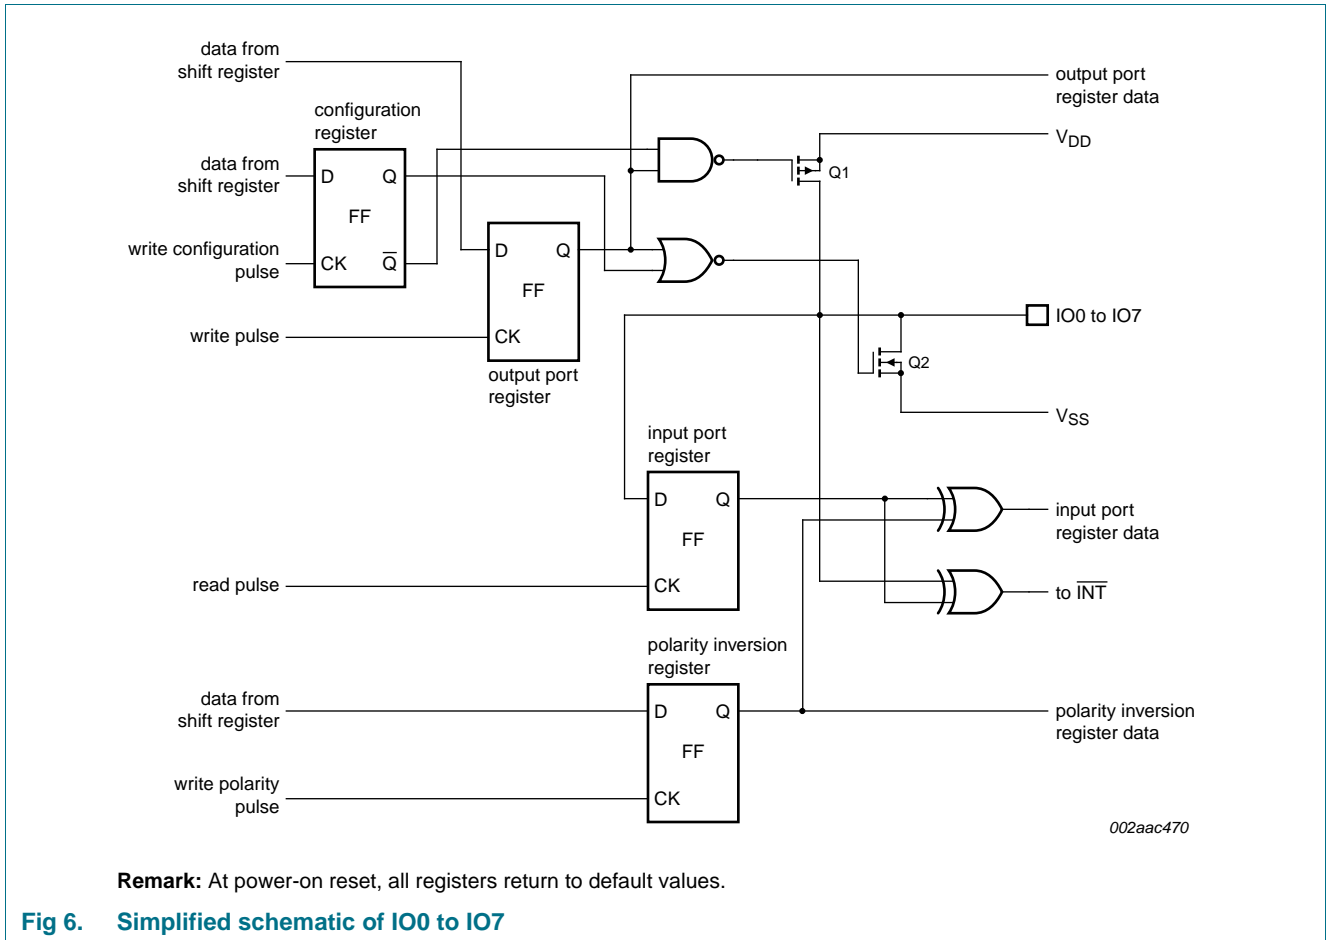 data from
shift register
output port
register data
configuration
register
V_DD
data from
shift register
D Q
Q1
FF
write configuration
pulse
CK Q̅
D Q
FF
IO0 to IO7
write pulse
CK
Q2
output port
register
V_SS
input port
register
D Q
input port
register data
FF
read pulse
CK
to I̅N̅T̅
polarity inversion
register
data from
shift register
D Q
polarity inversion
register data
FF
write polarity
pulse
CK
002aac470
Remark: At power-on reset, all registers return to default values.
Fig 6. Simplified schematic of IO0 to IO7